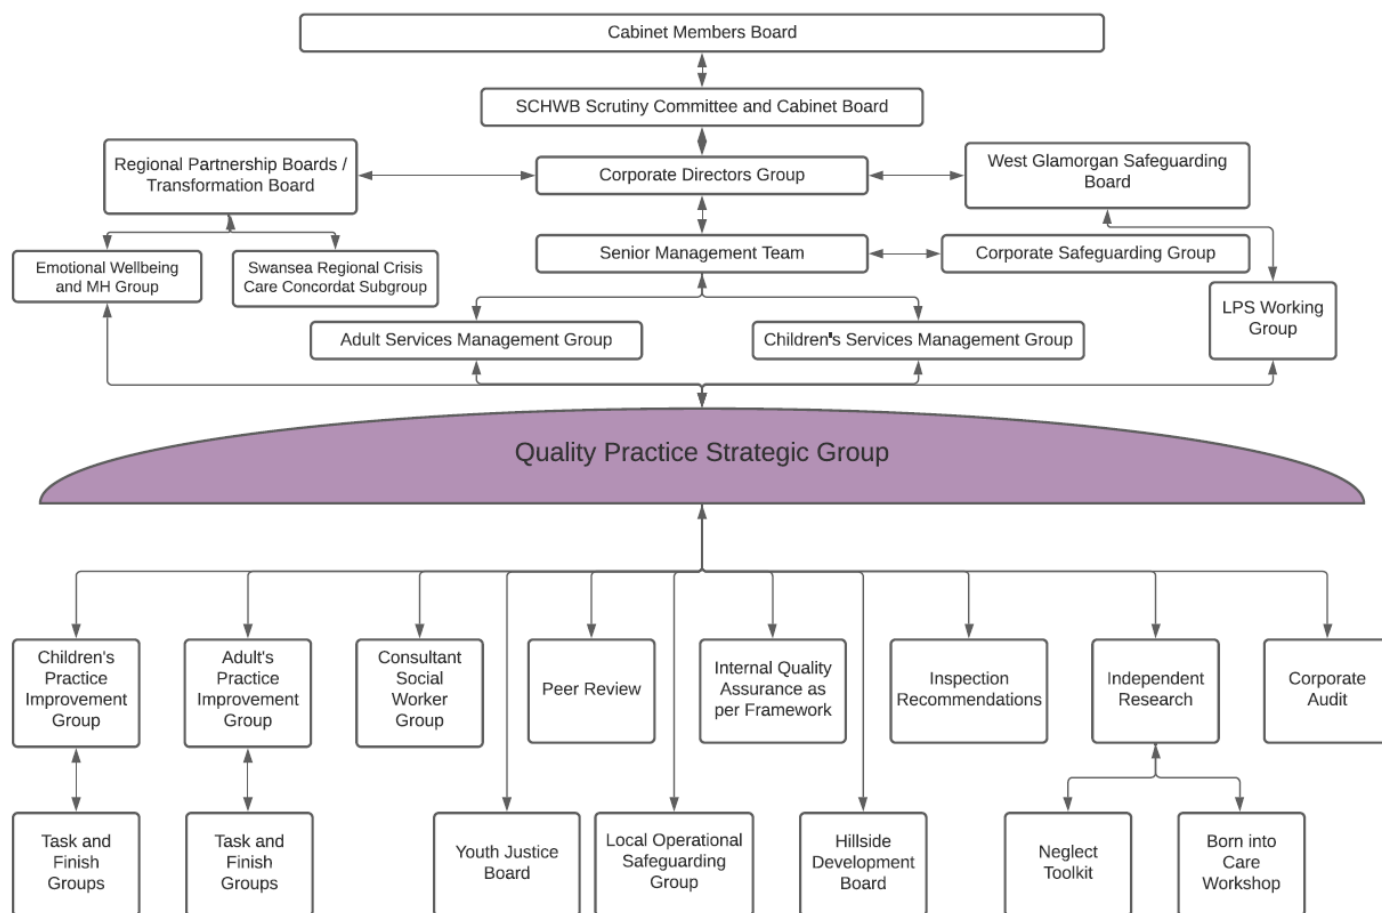 Cabinet Members Board
SCHWB Scrutiny Committee and Cabinet Board
Regional Partnership Boards /
Transformation Board
Corporate Directors Group
West Glamorgan Safeguarding
Board
Senior Management Team
Corporate Safeguarding Group
Emotional Wellbeing
and MH Group
Swansea Regional Crisis
Care Concordat Subgroup
LPS Working
Group
Adult Services Management Group
Children's Services Management Group
Quality Practice Strategic Group
Children's
Practice
Improvement
Group
Adult's
Practice
Improvement
Group
Consultant
Social
Worker
Group
Peer Review
Internal Quality
Assurance as
per Framework
Inspection
Recommendations
Independent
Research
Corporate
Audit
Task and
Finish
Groups
Task and
Finish
Groups
Youth Justice
Board
Local Operational
Safeguarding
Group
Hillside
Development
Board
Neglect
Toolkit
Born into
Care
Workshop